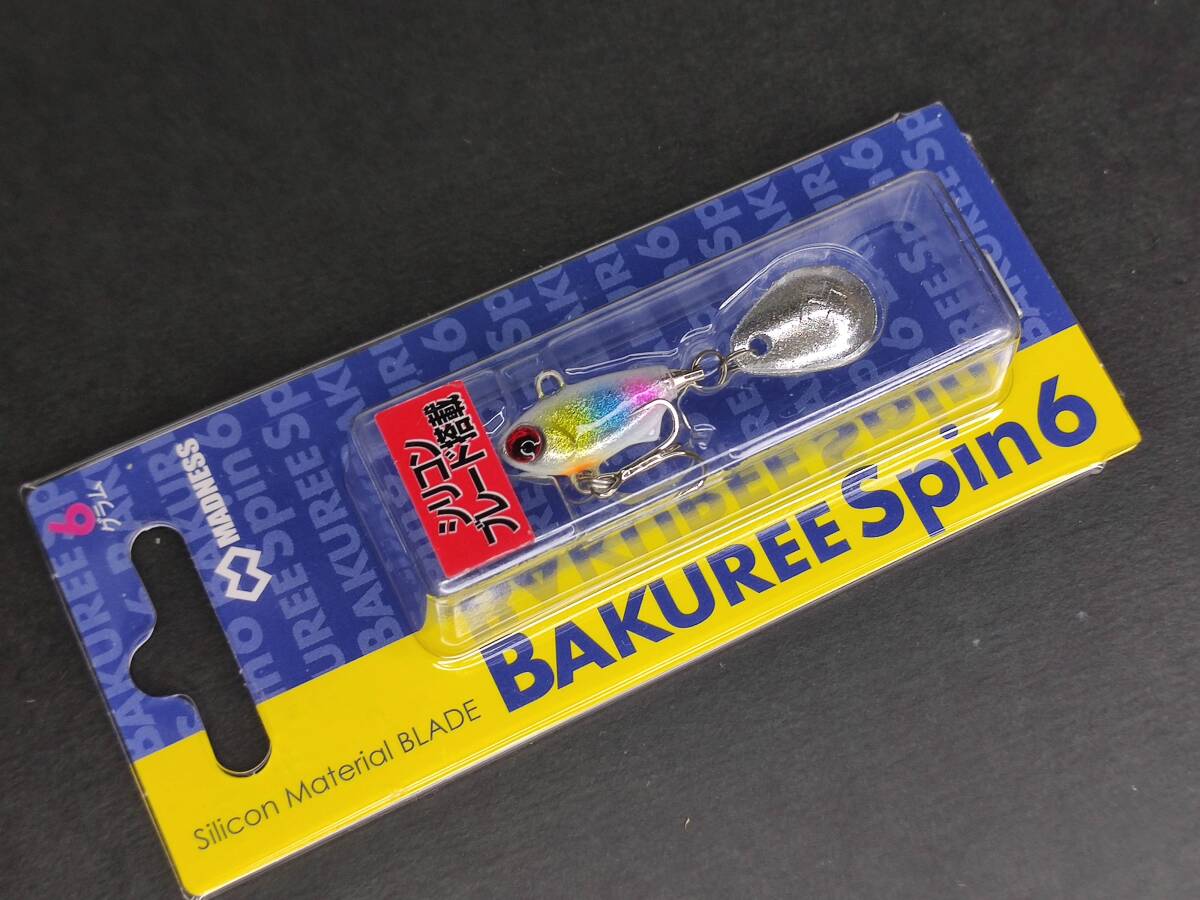 6
グラム
MADNESS
シリコン
ブレード搭載
BAKUREE Spin6
Silicon Material BLADE